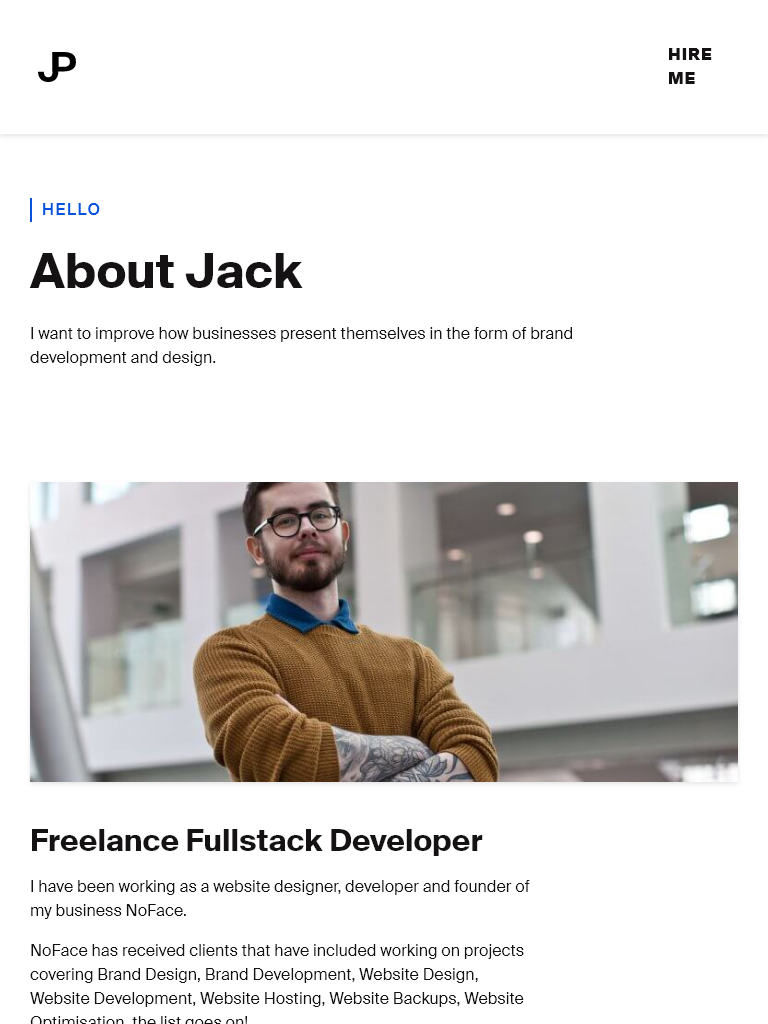 JP
HIRE
ME
HELLO
About Jack
I want to improve how businesses present themselves in the form of brand
development and design.
Freelance Fullstack Developer
I have been working as a website designer, developer and founder of
my business NoFace.
NoFace has received clients that have included working on projects
covering Brand Design, Brand Development, Website Design,
Website Development, Website Hosting, Website Backups, Website
Optimisation, the list goes on!